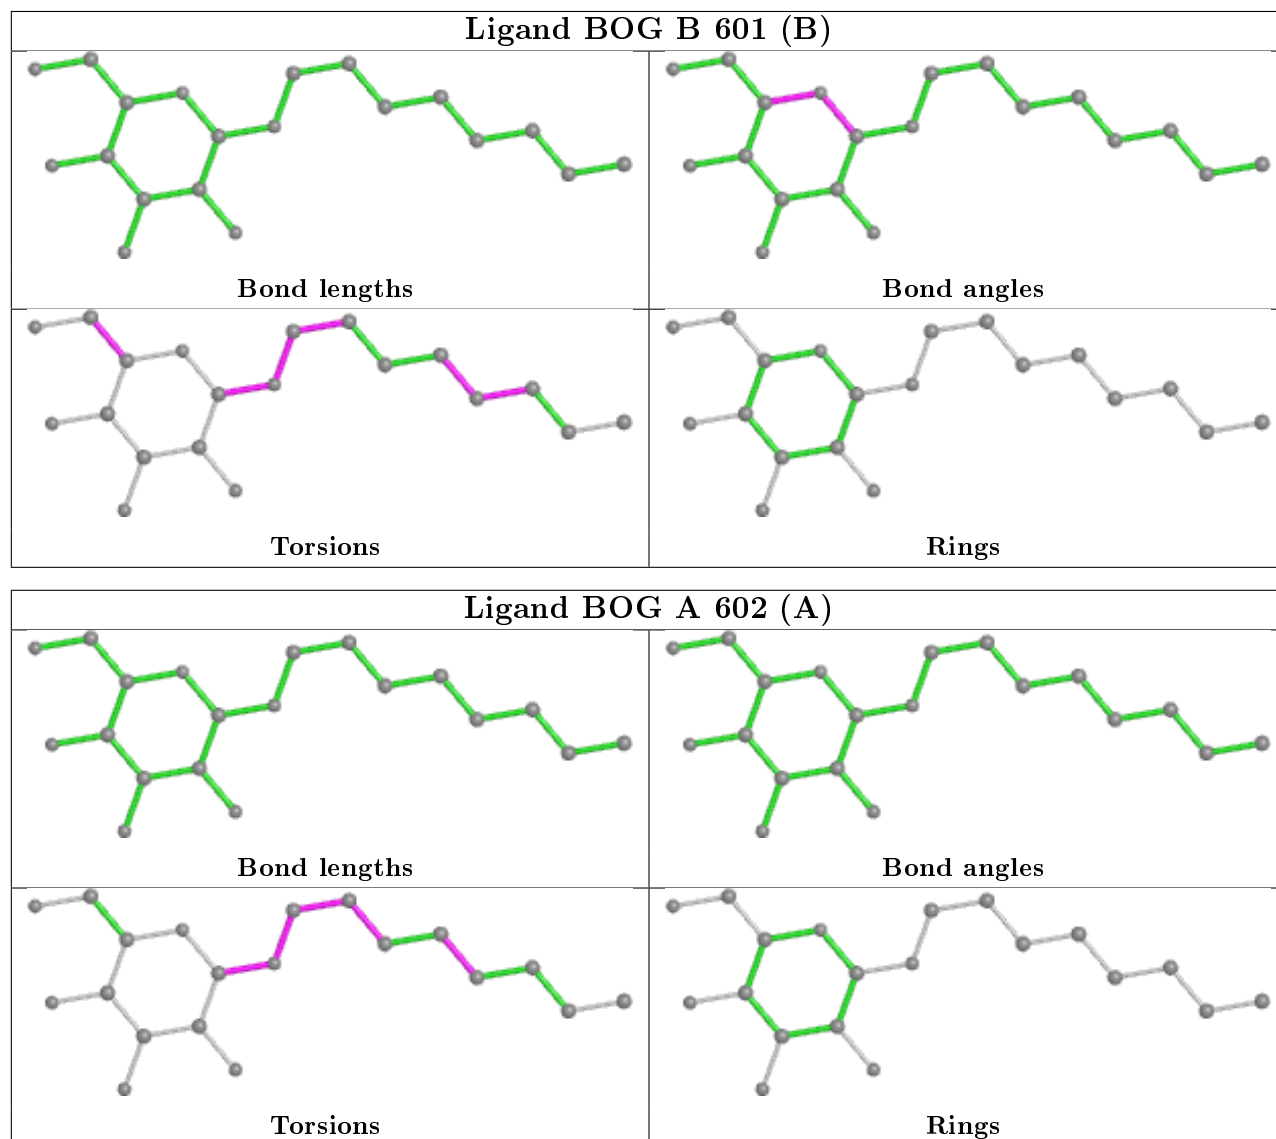 Ligand BOG B 601 (B)
Bond lengths
Bond angles
Torsions
Rings
Ligand BOG A 602 (A)
Bond lengths
Bond angles
Torsions
Rings